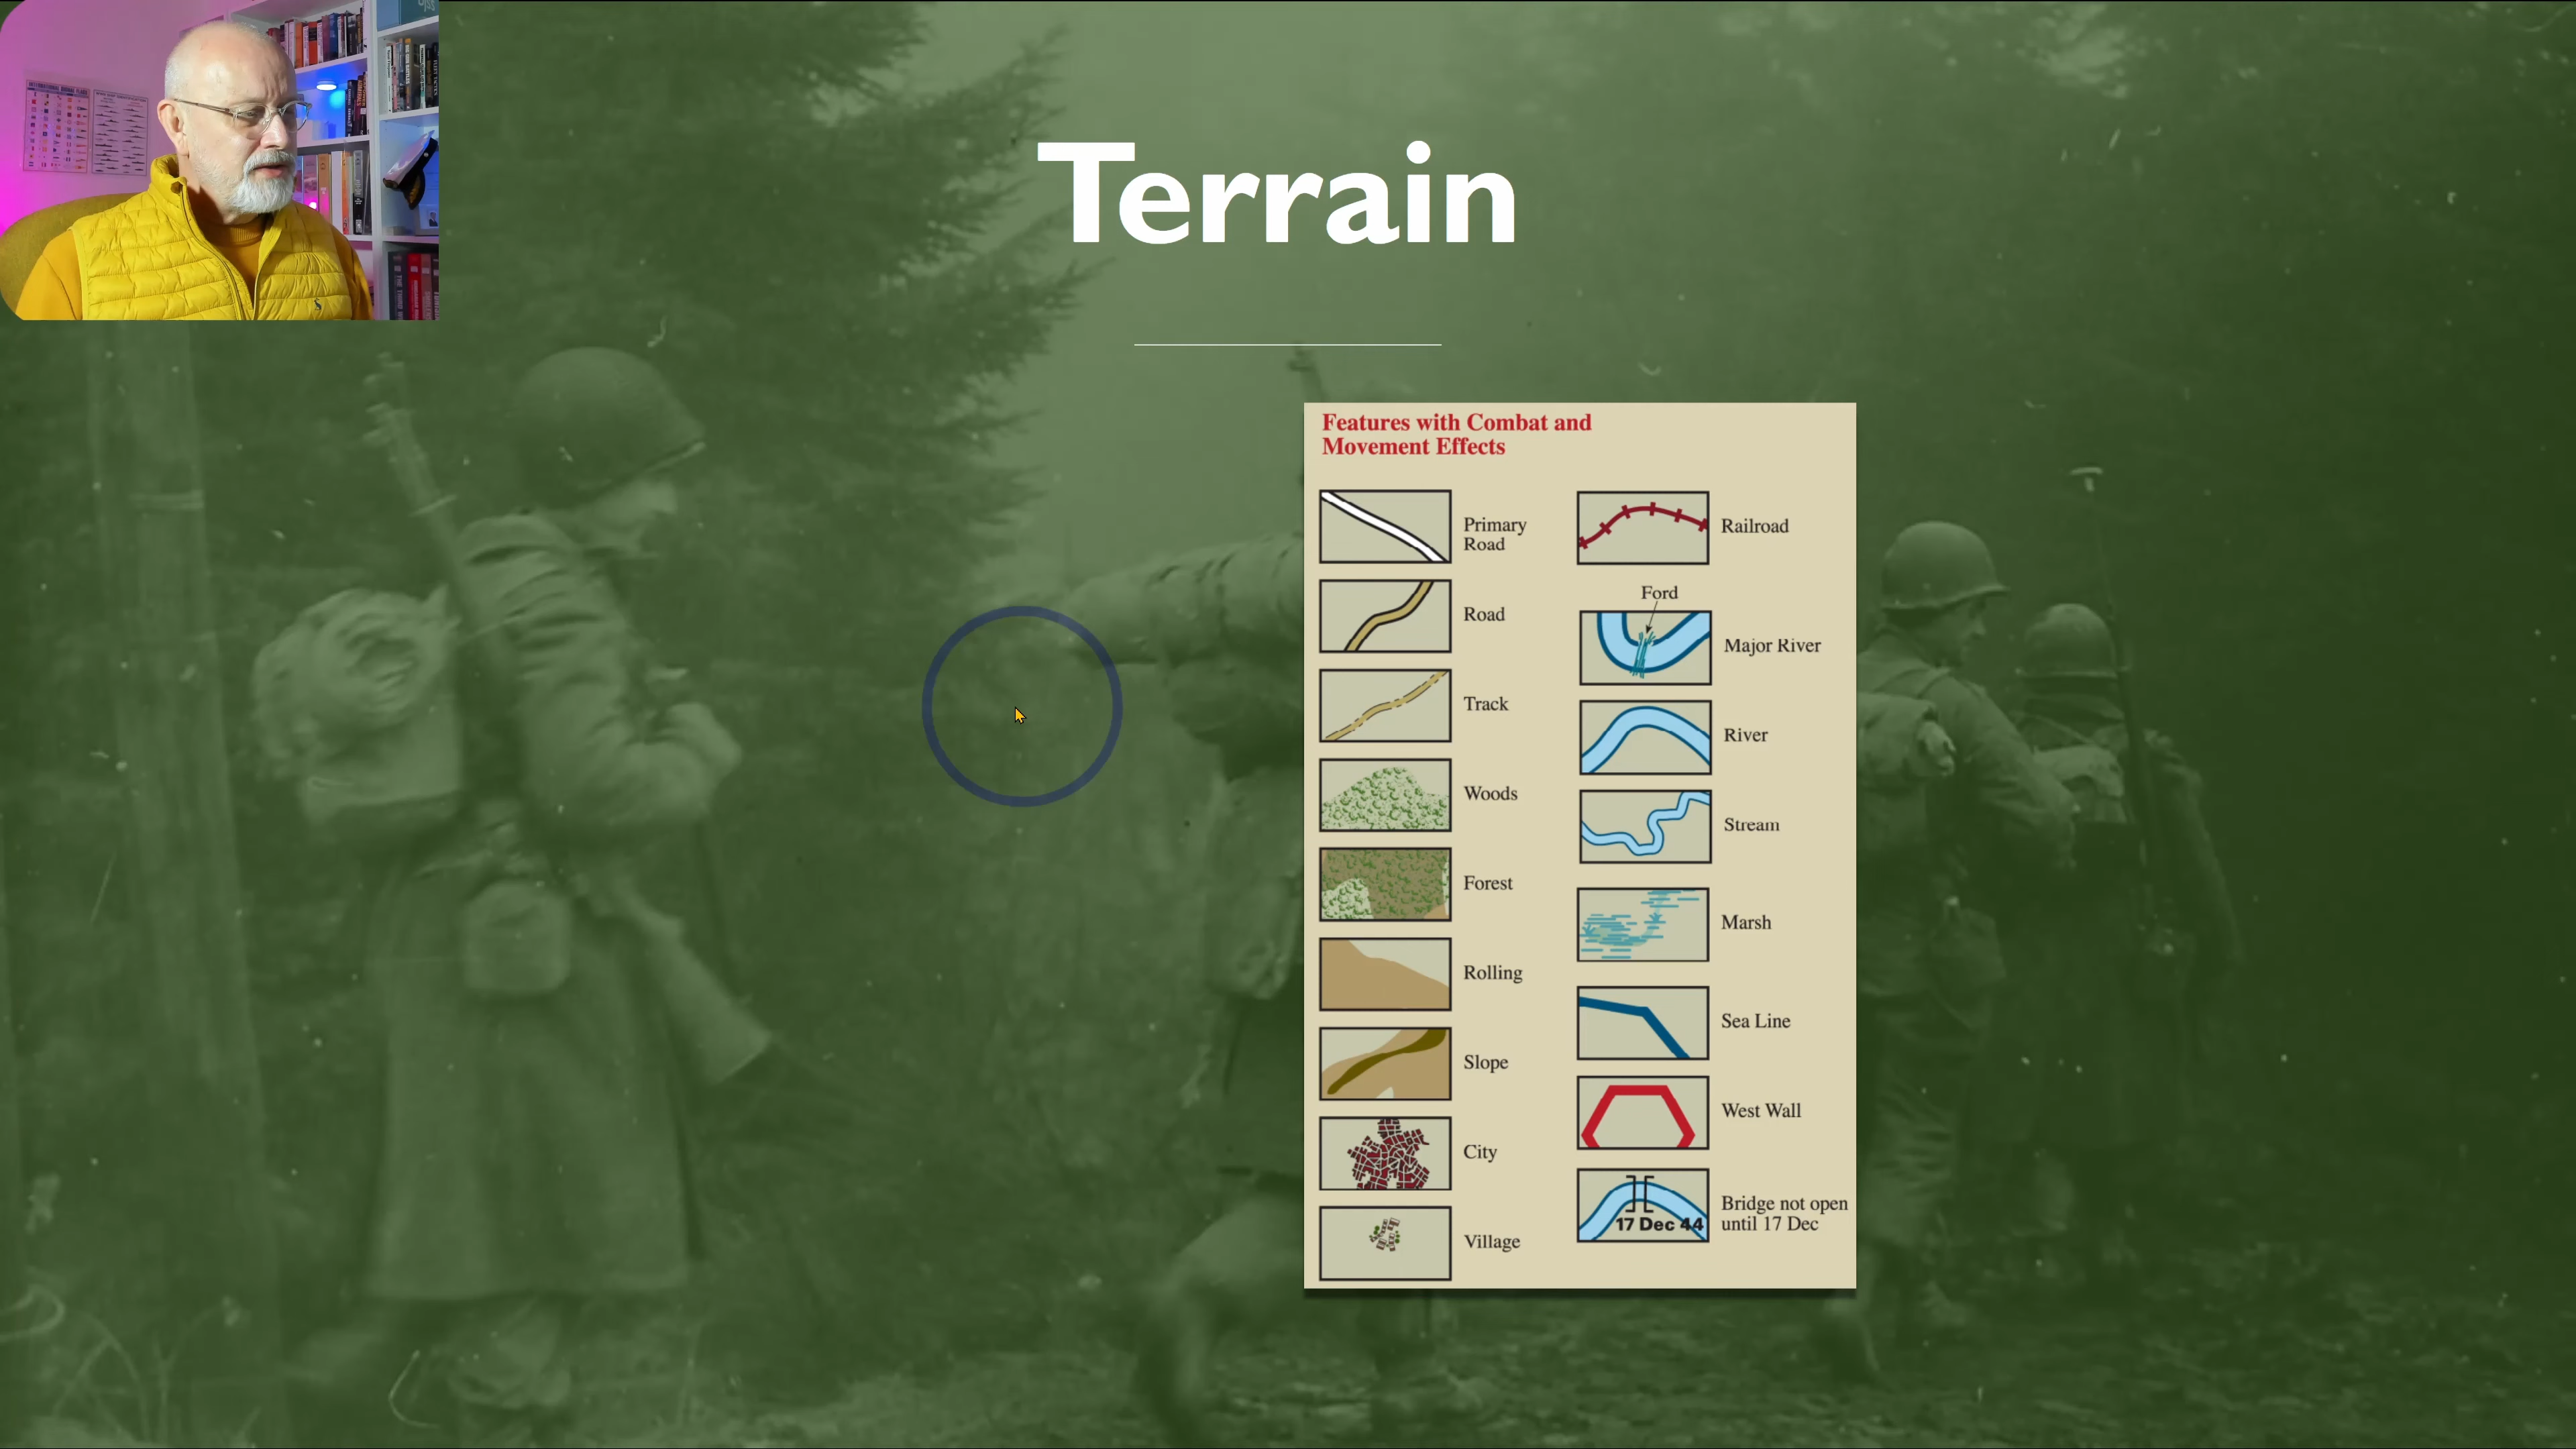 Terrain
Features with Combat and
Movement Effects
Primary
Road
Road
Track
Woods
Forest
Rolling
Slope
City
Village
Railroad
Ford
Major River
River
Stream
Marsh
Sea Line
West Wall
17 Dec 44
Bridge not open
until 17 Dec